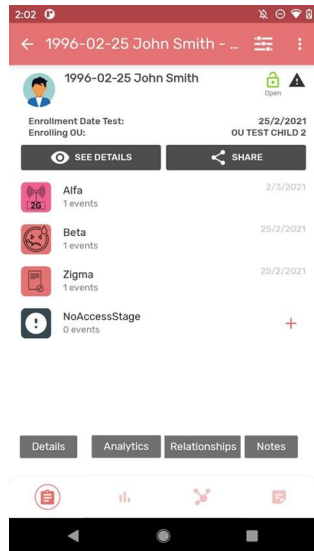 2:02
1996-02-25 John Smith - ...
1996-02-25 John Smith
Open
Enrollment Date Test: 25/2/2021
Enrolling OU: OU TEST CHILD 2
SEE DETAILS SHARE
2G
Alfa 2/3/2021
1 events
Beta 25/2/2021
1 events
Zigma 25/2/2021
1 events
NoAccessStage
0 events
Details Analytics Relationships Notes